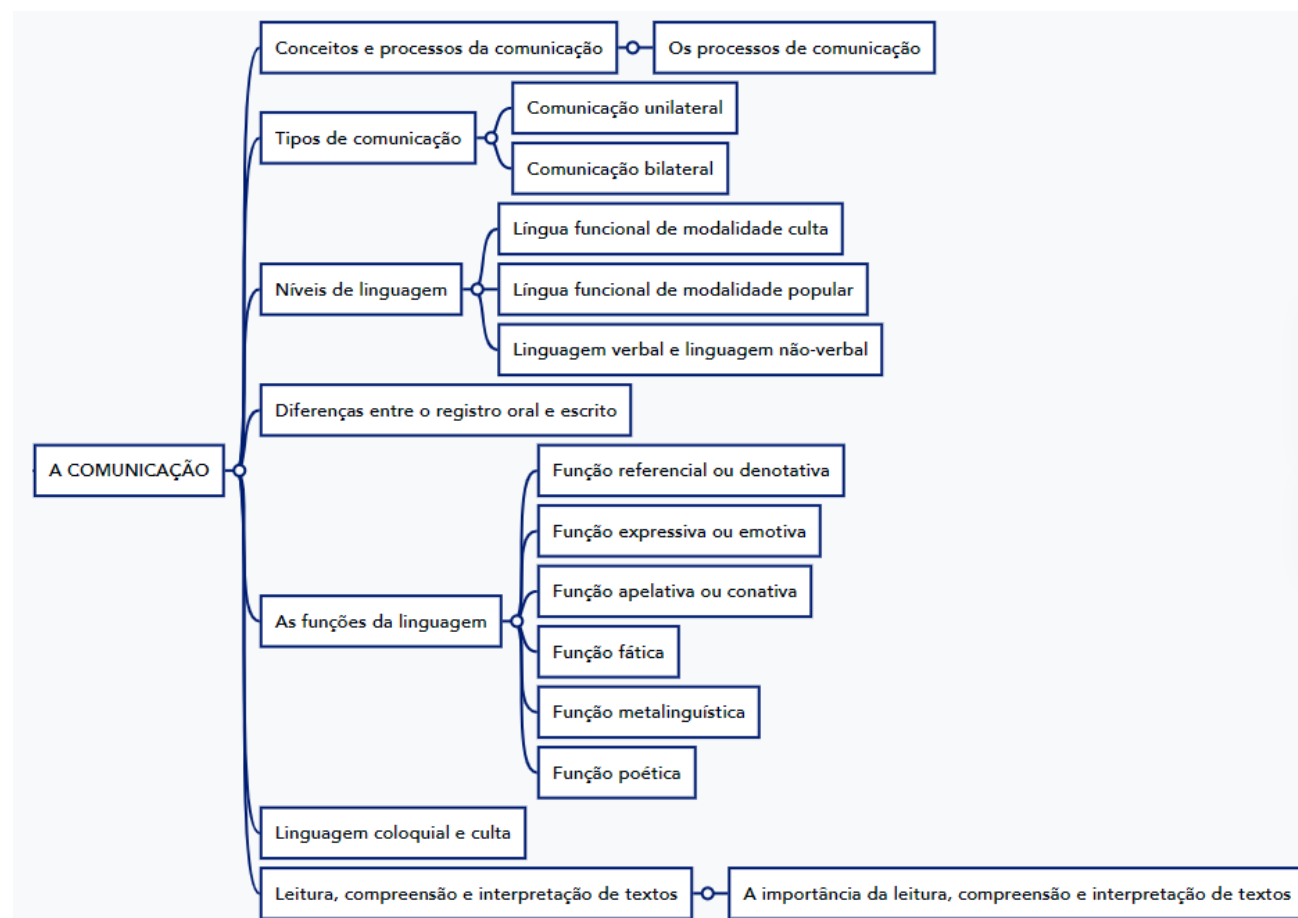 Conceitos e processos da comunicação
Os processos de comunicação
Tipos de comunicação
Comunicação unilateral
Comunicação bilateral
Níveis de linguagem
Língua funcional de modalidade culta
Língua funcional de modalidade popular
Linguagem verbal e linguagem não-verbal
Diferenças entre o registro oral e escrito
A COMUNICAÇÃO
As funções da linguagem
Função referencial ou denotativa
Função expressiva ou emotiva
Função apelativa ou conativa
Função fática
Função metalinguística
Função poética
Linguagem coloquial e culta
Leitura, compreensão e interpretação de textos
A importância da leitura, compreensão e interpretação de textos